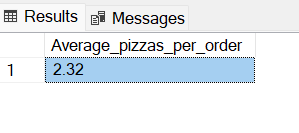 Results Messages
Average_pizzas_per_order
1 2.32